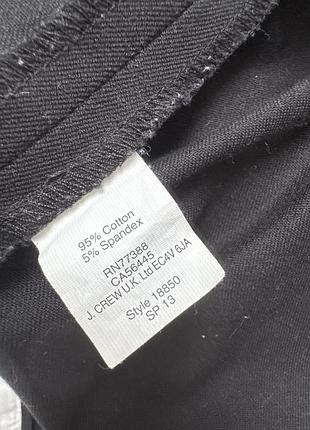 95% Cotton
5% Spandex
RN77388
CA56445
J. CREW U.K. Ltd EC4V 6JA
Style 18850
SP 13